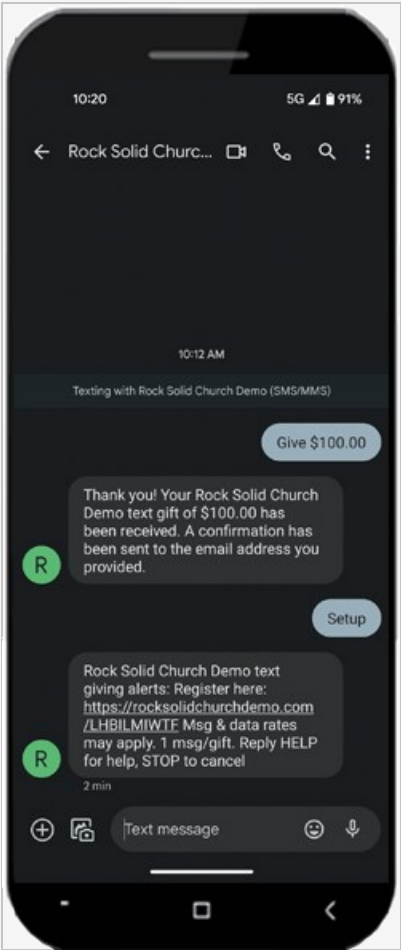 10:20
5G 91%
Rock Solid Churc...
10:12 AM
Texting with Rock Solid Church Demo (SMS/MMS)
Give $100.00
Thank you! Your Rock Solid Church
Demo text gift of $100.00 has
been received. A confirmation has
been sent to the email address you
provided.
R
Setup
Rock Solid Church Demo text
giving alerts: Register here:
https://rocksolidchurchdemo.com
/LHBILMIWTF Msg & data rates
may apply. 1 msg/gift. Reply HELP
for help, STOP to cancel
R
2 min
Text message